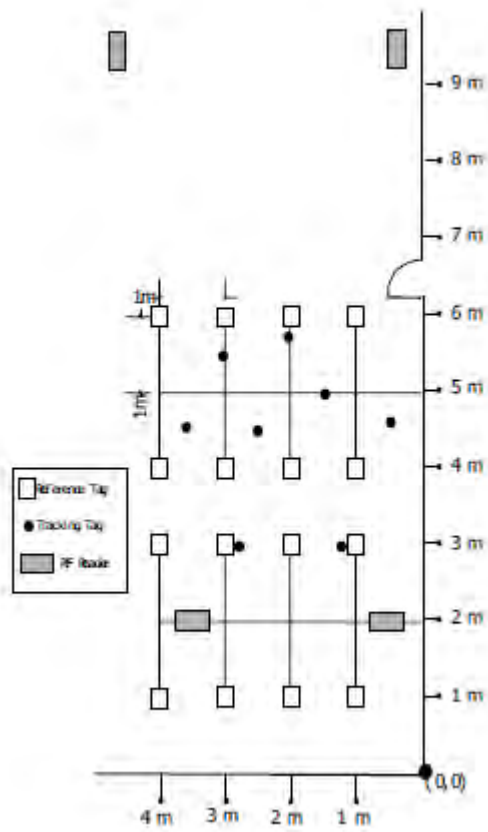 9 m
8 m
7 m
1m
6 m
1m
5 m
4 m
Reference Tag
Tracking Tag
RF Reader
3 m
2 m
1 m
(0,0)
4 m
3 m
2 m
1 m